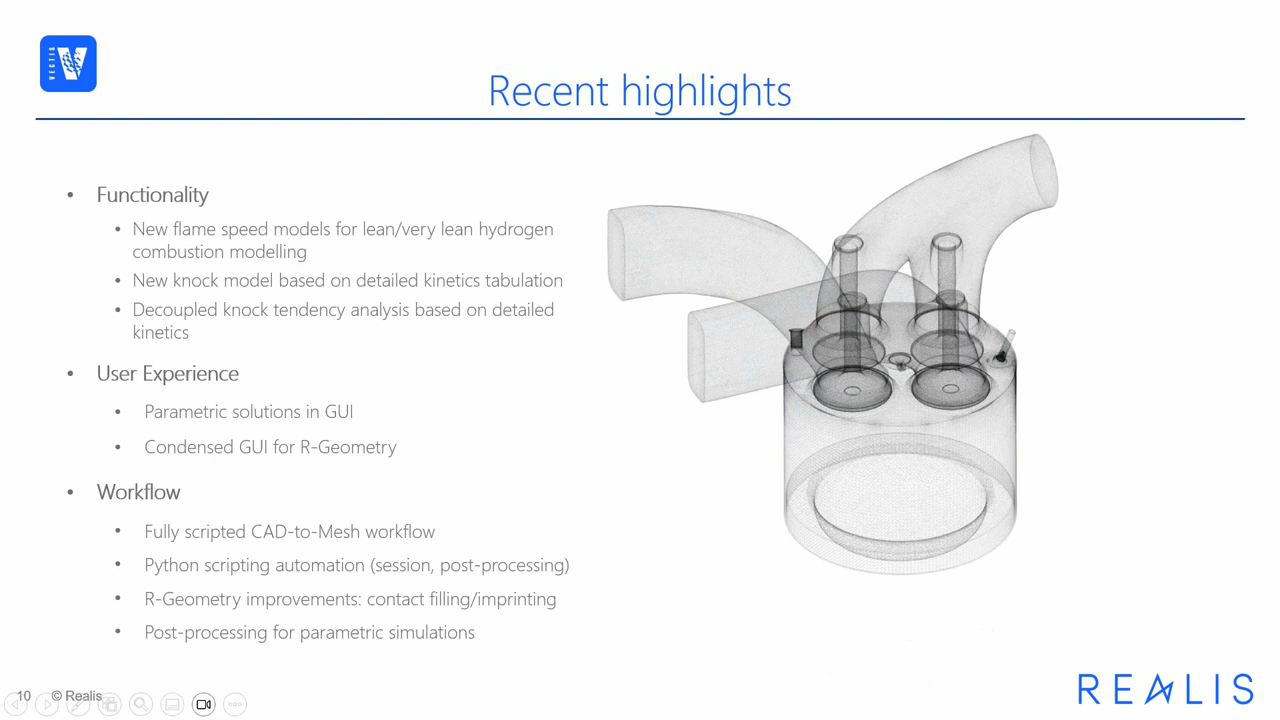 VECTIS
Recent highlights
• Functionality
• New flame speed models for lean/very lean hydrogen
combustion modelling
• New knock model based on detailed kinetics tabulation
• Decoupled knock tendency analysis based on detailed
kinetics
• User Experience
• Parametric solutions in GUI
• Condensed GUI for R-Geometry
• Workflow
• Fully scripted CAD-to-Mesh workflow
• Python scripting automation (session, post-processing)
• R-Geometry improvements: contact filling/imprinting
• Post-processing for parametric simulations
10 © Realis
REALIS